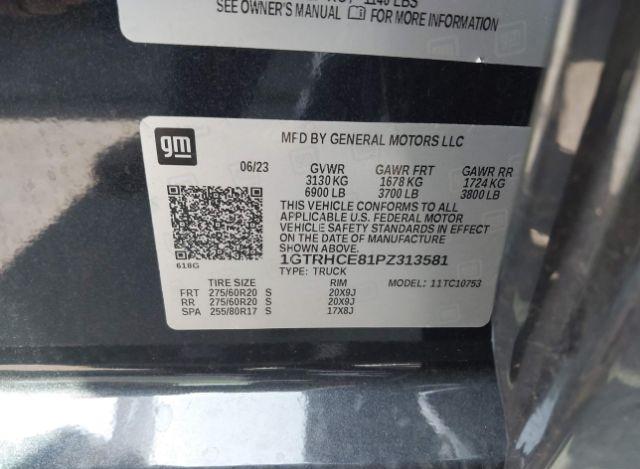 1140 LBS
SEE OWNER'S MANUAL FOR MORE INFORMATION
gm
MFD BY GENERAL MOTORS LLC
06/23 GVWR GAWR FRT GAWR RR
3130 KG 1678 KG 1724 KG
6900 LB 3700 LB 3800 LB
THIS VEHICLE CONFORMS TO ALL
APPLICABLE U.S. FEDERAL MOTOR
VEHICLE SAFETY STANDARDS IN EFFECT
ON THE DATE OF MANUFACTURE
SHOWN ABOVE.
618G
1GTRHCE81PZ313581
TYPE: TRUCK MODEL: 11TC10753
TIRE SIZE RIM
FRT 275/60R20 S 20X9J
RR 275/60R20 S 20X9J
SPA 255/80R17 S 17X8J